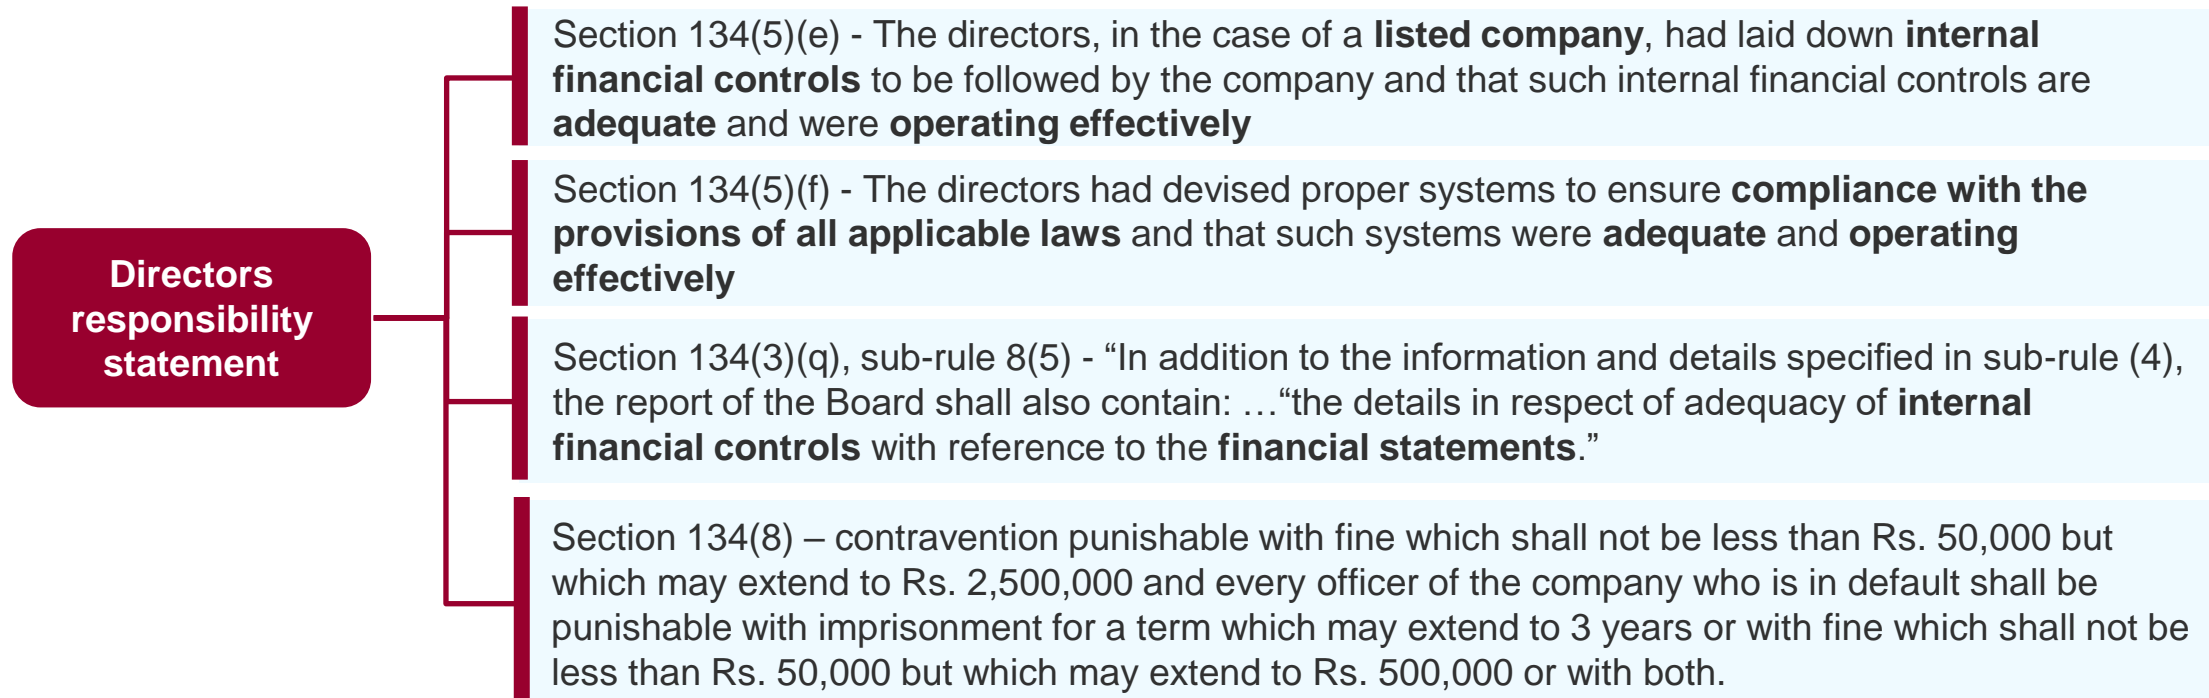 Directors
responsibility
statement
Section 134(5)(e) - The directors, in the case of a listed company, had laid down internal
financial controls to be followed by the company and that such internal financial controls are
adequate and were operating effectively
Section 134(5)(f) - The directors had devised proper systems to ensure compliance with the
provisions of all applicable laws and that such systems were adequate and operating
effectively
Section 134(3)(q), sub-rule 8(5) - “In addition to the information and details specified in sub-rule (4),
the report of the Board shall also contain: …“the details in respect of adequacy of internal
financial controls with reference to the financial statements.”
Section 134(8) – contravention punishable with fine which shall not be less than Rs. 50,000 but
which may extend to Rs. 2,500,000 and every officer of the company who is in default shall be
punishable with imprisonment for a term which may extend to 3 years or with fine which shall not be
less than Rs. 50,000 but which may extend to Rs. 500,000 or with both.